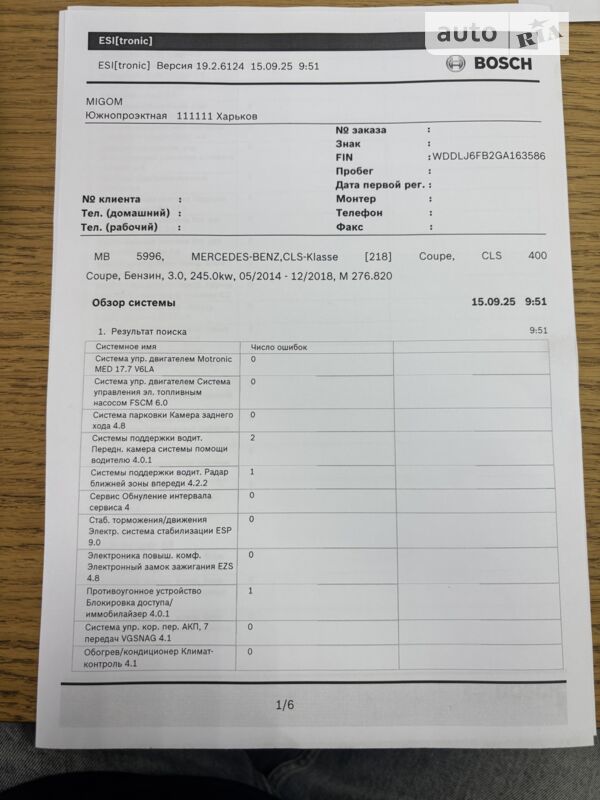 auto RIA
ESI[tronic]
ESI[tronic] Версия 19.2.6124 15.09.25 9:51
BOSCH
MIGOM
Южнопроэктная 111111 Харьков
№ заказа :
Знак :
FIN :WDDLJ6FB2GA163586
Пробег :
Дата первой рег. :
№ клиента : Монтер :
Тел. (домашний) : Телефон :
Тел. (рабочий) : Факс :
MB 5996, MERCEDES-BENZ,CLS-Klasse [218] Coupe, CLS 400
Coupe, Бензин, 3.0, 245.0kw, 05/2014 - 12/2018, M 276.820
Обзор системы 15.09.25 9:51
1. Результат поиска 9:51
Системное имя Число ошибок
Система упр. двигателем Motronic 0
MED 17.7 V6LA
Система упр. двигателем Система 0
управления эл. топливным
насосом FSCM 6.0
Система парковки Камера заднего 0
хода 4.8
Системы поддержки водит. 2
Передн. камера системы помощи
водителю 4.0.1
Системы поддержки водит. Радар 1
ближней зоны впереди 4.2.2
Сервис Обнуление интервала 0
сервиса 4
Стаб. торможения/движения 0
Электр. система стабилизации ESP
9.0
Электроника повыш. комф. 0
Электронный замок зажигания EZS
4.8
Противоугонное устройство 1
Блокировка доступа/
иммобилайзер 4.0.1
Система упр. кор. пер. АКП, 7 0
передач VGSNAG 4.1
Обогрев/кондиционер Климат- 0
контроль 4.1
1/6